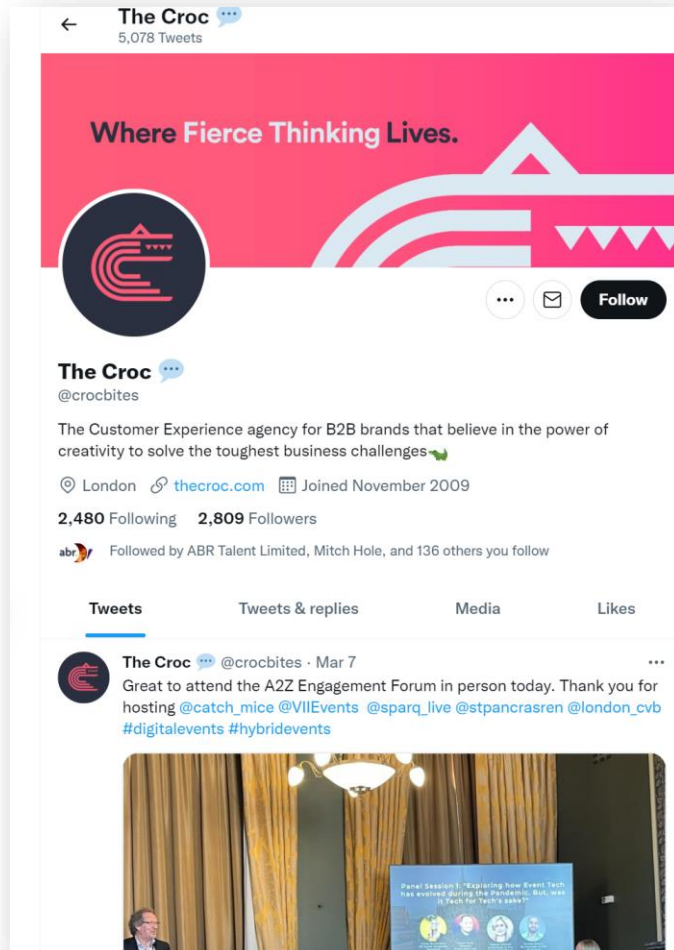 The Croc 💬
5,078 Tweets
Where Fierce Thinking Lives.
Follow
The Croc 💬
@crocbites
The Customer Experience agency for B2B brands that believe in the power of
creativity to solve the toughest business challenges🐊
London thecroc.com Joined November 2009
2,480 Following 2,809 Followers
abr Followed by ABR Talent Limited, Mitch Hole, and 136 others you follow
Tweets Tweets & replies Media Likes
The Croc 💬 @crocbites · Mar 7
Great to attend the A2Z Engagement Forum in person today. Thank you for
hosting @catch_mice @VIIEvents @sparq_live @stpancrasren @london_cvb
#digitalevents #hybridevents
Panel Session 1: "Exploring how Event Tech
has evolved during the Pandemic. But, was
it Tech for Tech's sake?"